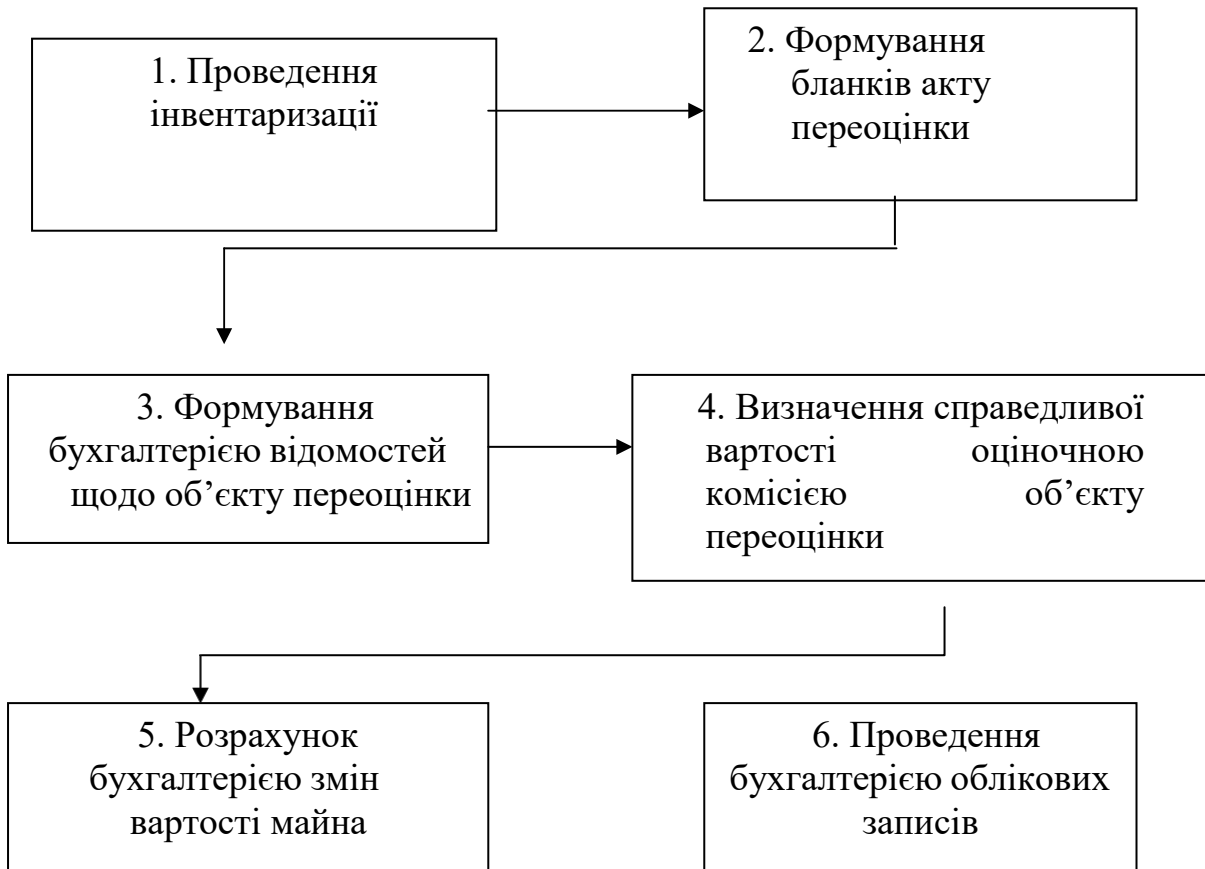 1. Проведення
інвентаризації
2. Формування
бланків акту
переоцінки
3. Формування
бухгалтерією відомостей
щодо об’єкту переоцінки
4. Визначення справедливої
вартості оціночною
комісією об’єкту
переоцінки
5. Розрахунок
бухгалтерією змін
вартості майна
6. Проведення
бухгалтерією облікових
записів